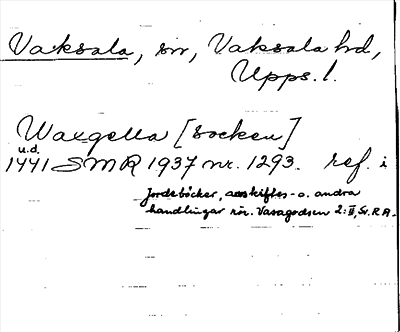 Vaksala, sn, Vaksala hd,
Upps. l.
Waxgella [socken]
u.d.
1441 SMR 1937 nr. 1293. ref. i
Jordeböcker, arvskiftes- o. andra
handlingar rör. Vasagodsen 2:II, Sv. R A.